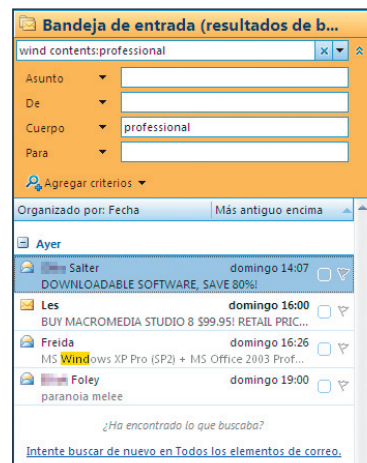 Bandeja de entrada (resultados de b...
wind contents:professional
Asunto
De
Cuerpo professional
Para
Agregar criterios
Organizado por: Fecha Más antiguo encima
Ayer
Salter domingo 14:07
DOWNLOADABLE SOFTWARE, SAVE 80%!
Les domingo 16:00
BUY MACROMEDIA STUDIO 8 $99.95! RETAIL PRIC...
Freida domingo 16:26
MS Windows XP Pro (SP2) + MS Office 2003 Prof...
Foley domingo 19:00
paranoia melee
¿Ha encontrado lo que buscaba?
Intente buscar de nuevo en Todos los elementos de correo.